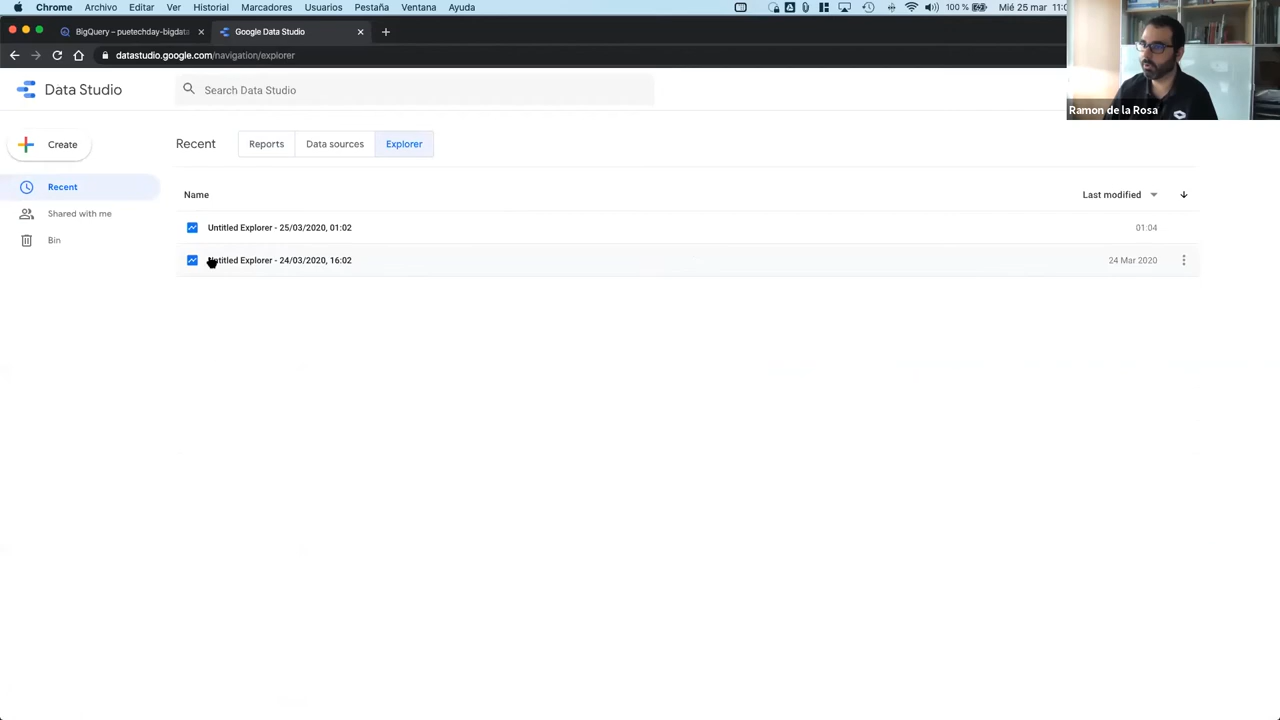 Chrome Archivo Editar Ver Historial Marcadores Usuarios Pestaña Ventana Ayuda 100 % Mié 25 mar 11:0
BigQuery – puetechday-bigdata Google Data Studio
datastudio.google.com/navigation/explorer
Data Studio
Search Data Studio
Ramon de la Rosa
Create
Recent Reports Data sources Explorer
Recent
Shared with me
Bin
Name Last modified
Untitled Explorer - 25/03/2020, 01:02 01:04
Untitled Explorer - 24/03/2020, 16:02 24 Mar 2020